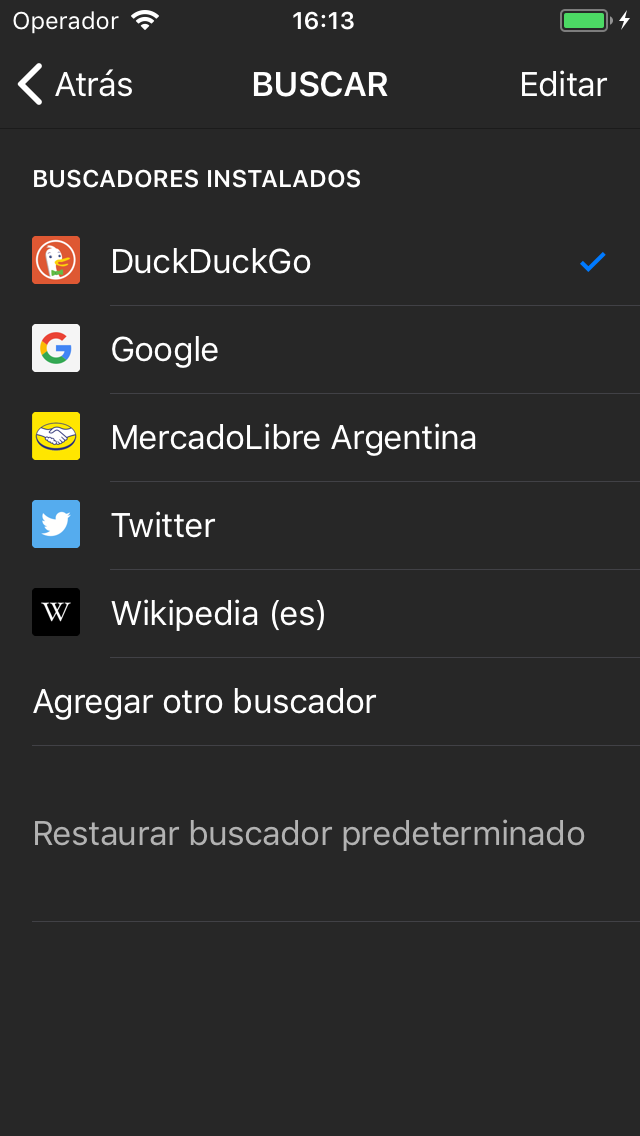 Operador 16:13
Atrás BUSCAR Editar
BUSCADORES INSTALADOS
DuckDuckGo
Google
MercadoLibre Argentina
Twitter
W Wikipedia (es)
Agregar otro buscador
Restaurar buscador predeterminado